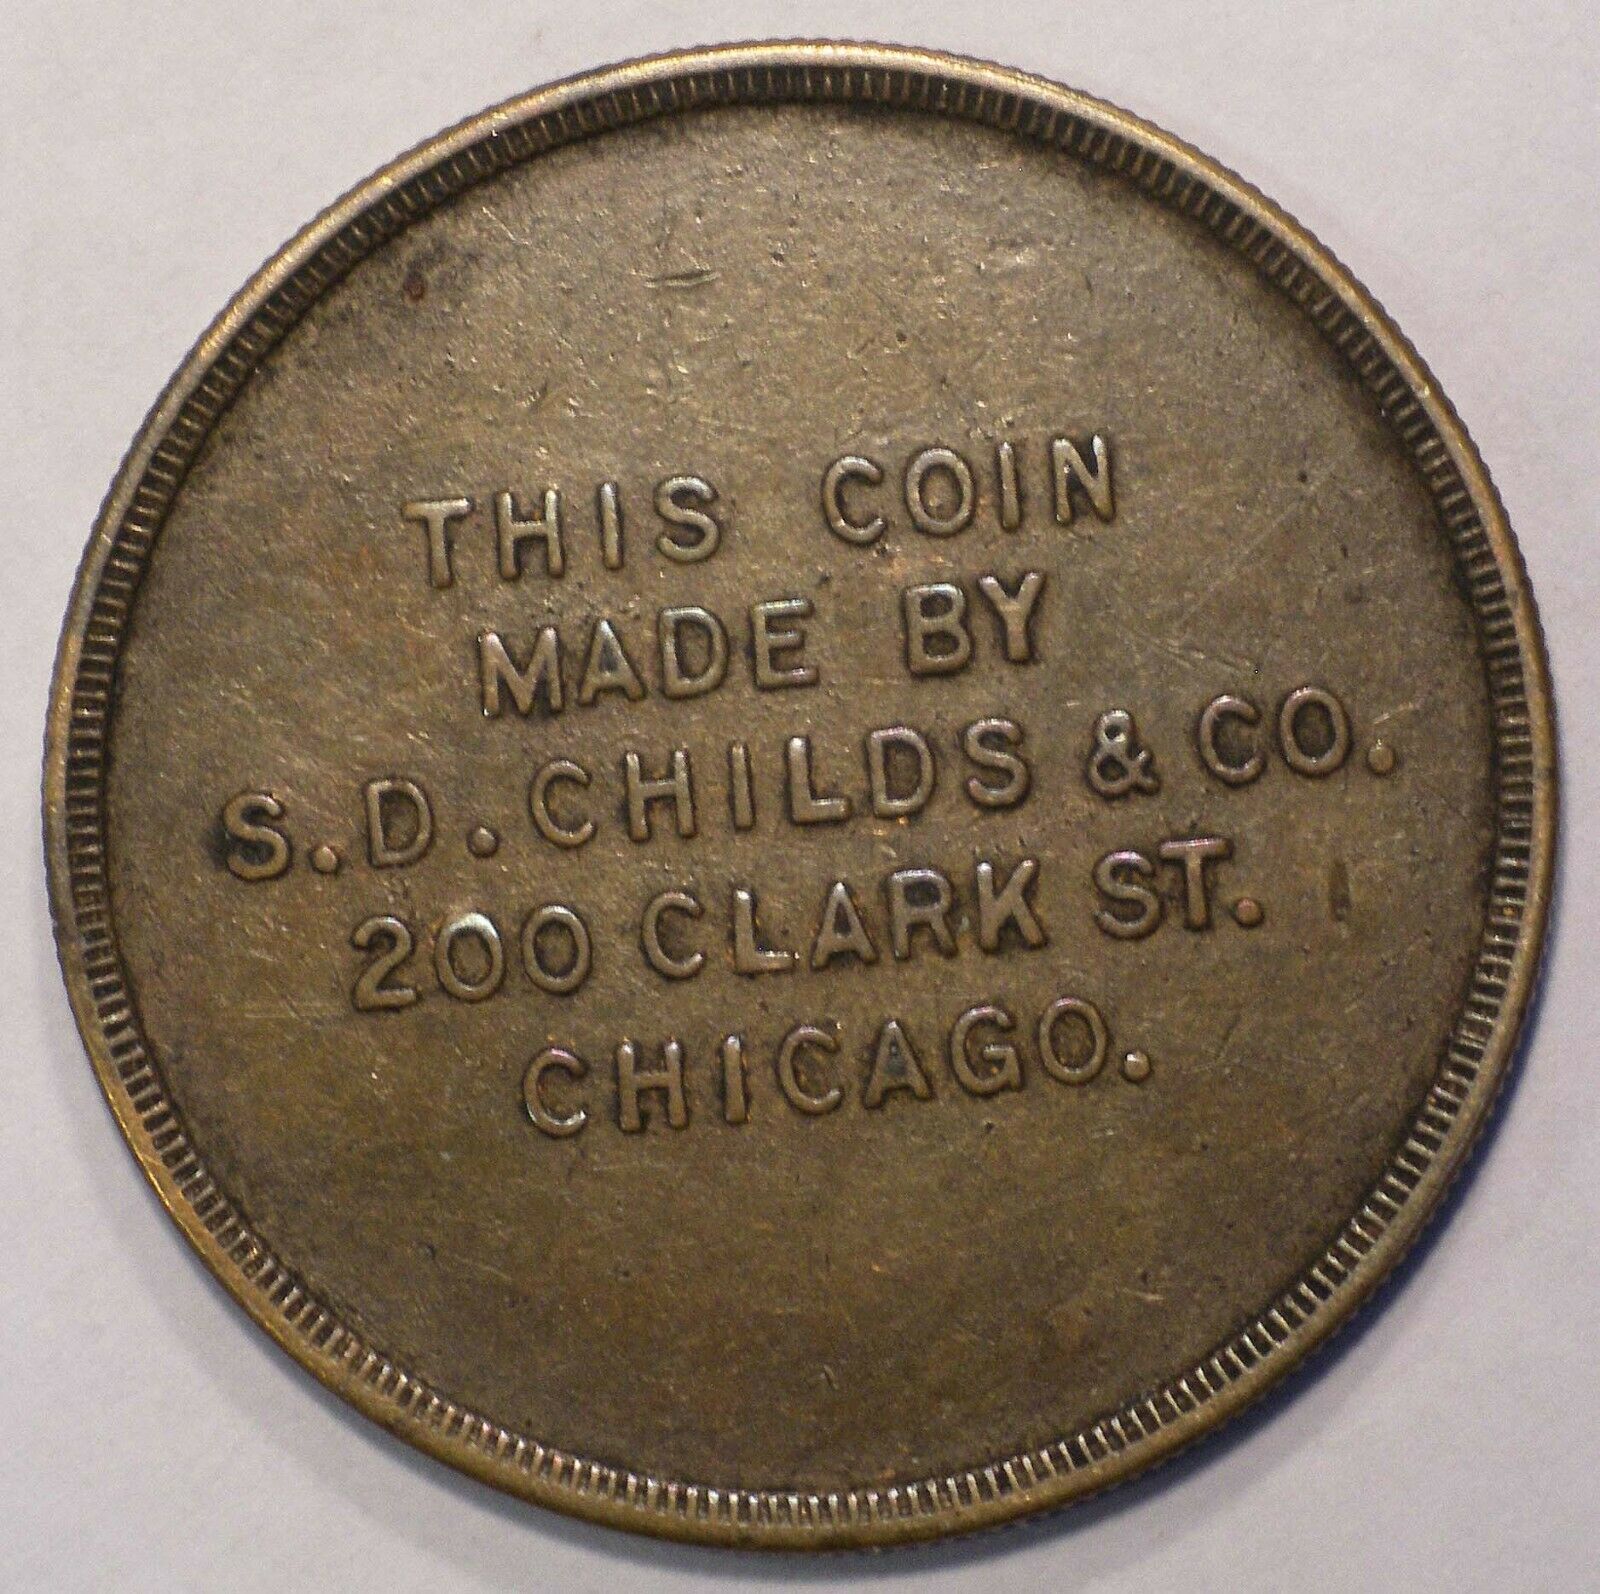 THIS COIN
MADE BY
S.D. CHILDS & CO.
200 CLARK ST.
CHICAGO.